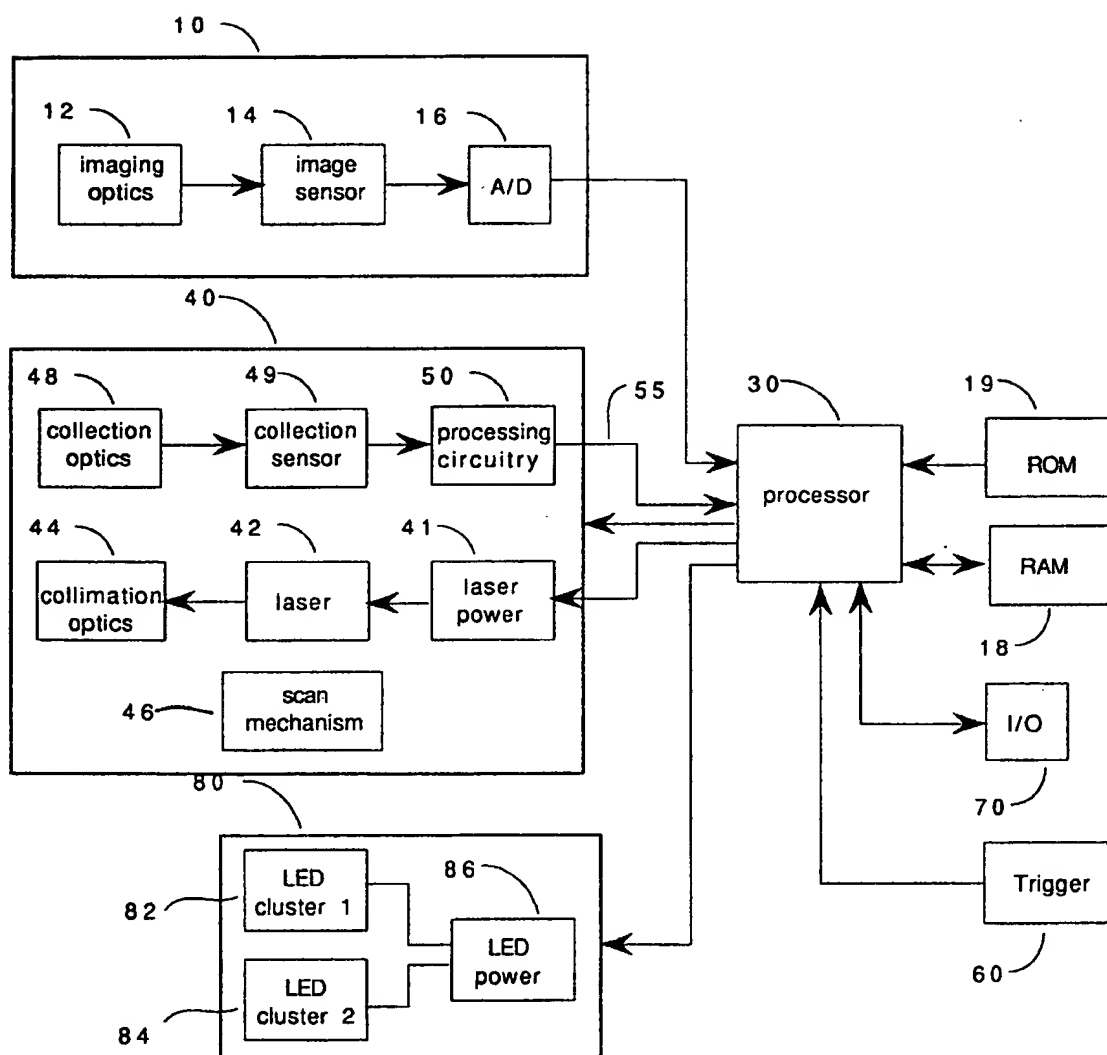 10
12
14
16
imaging
optics
image
sensor
A/D
40
48
49
50
55
30
19
collection
optics
collection
sensor
processing
circuitry
processor
ROM
44
42
41
collimation
optics
laser
laser
power
RAM
18
46
scan
mechanism
I/O
70
80
LED
cluster 1
86
82
LED
power
Trigger
60
LED
cluster 2
84